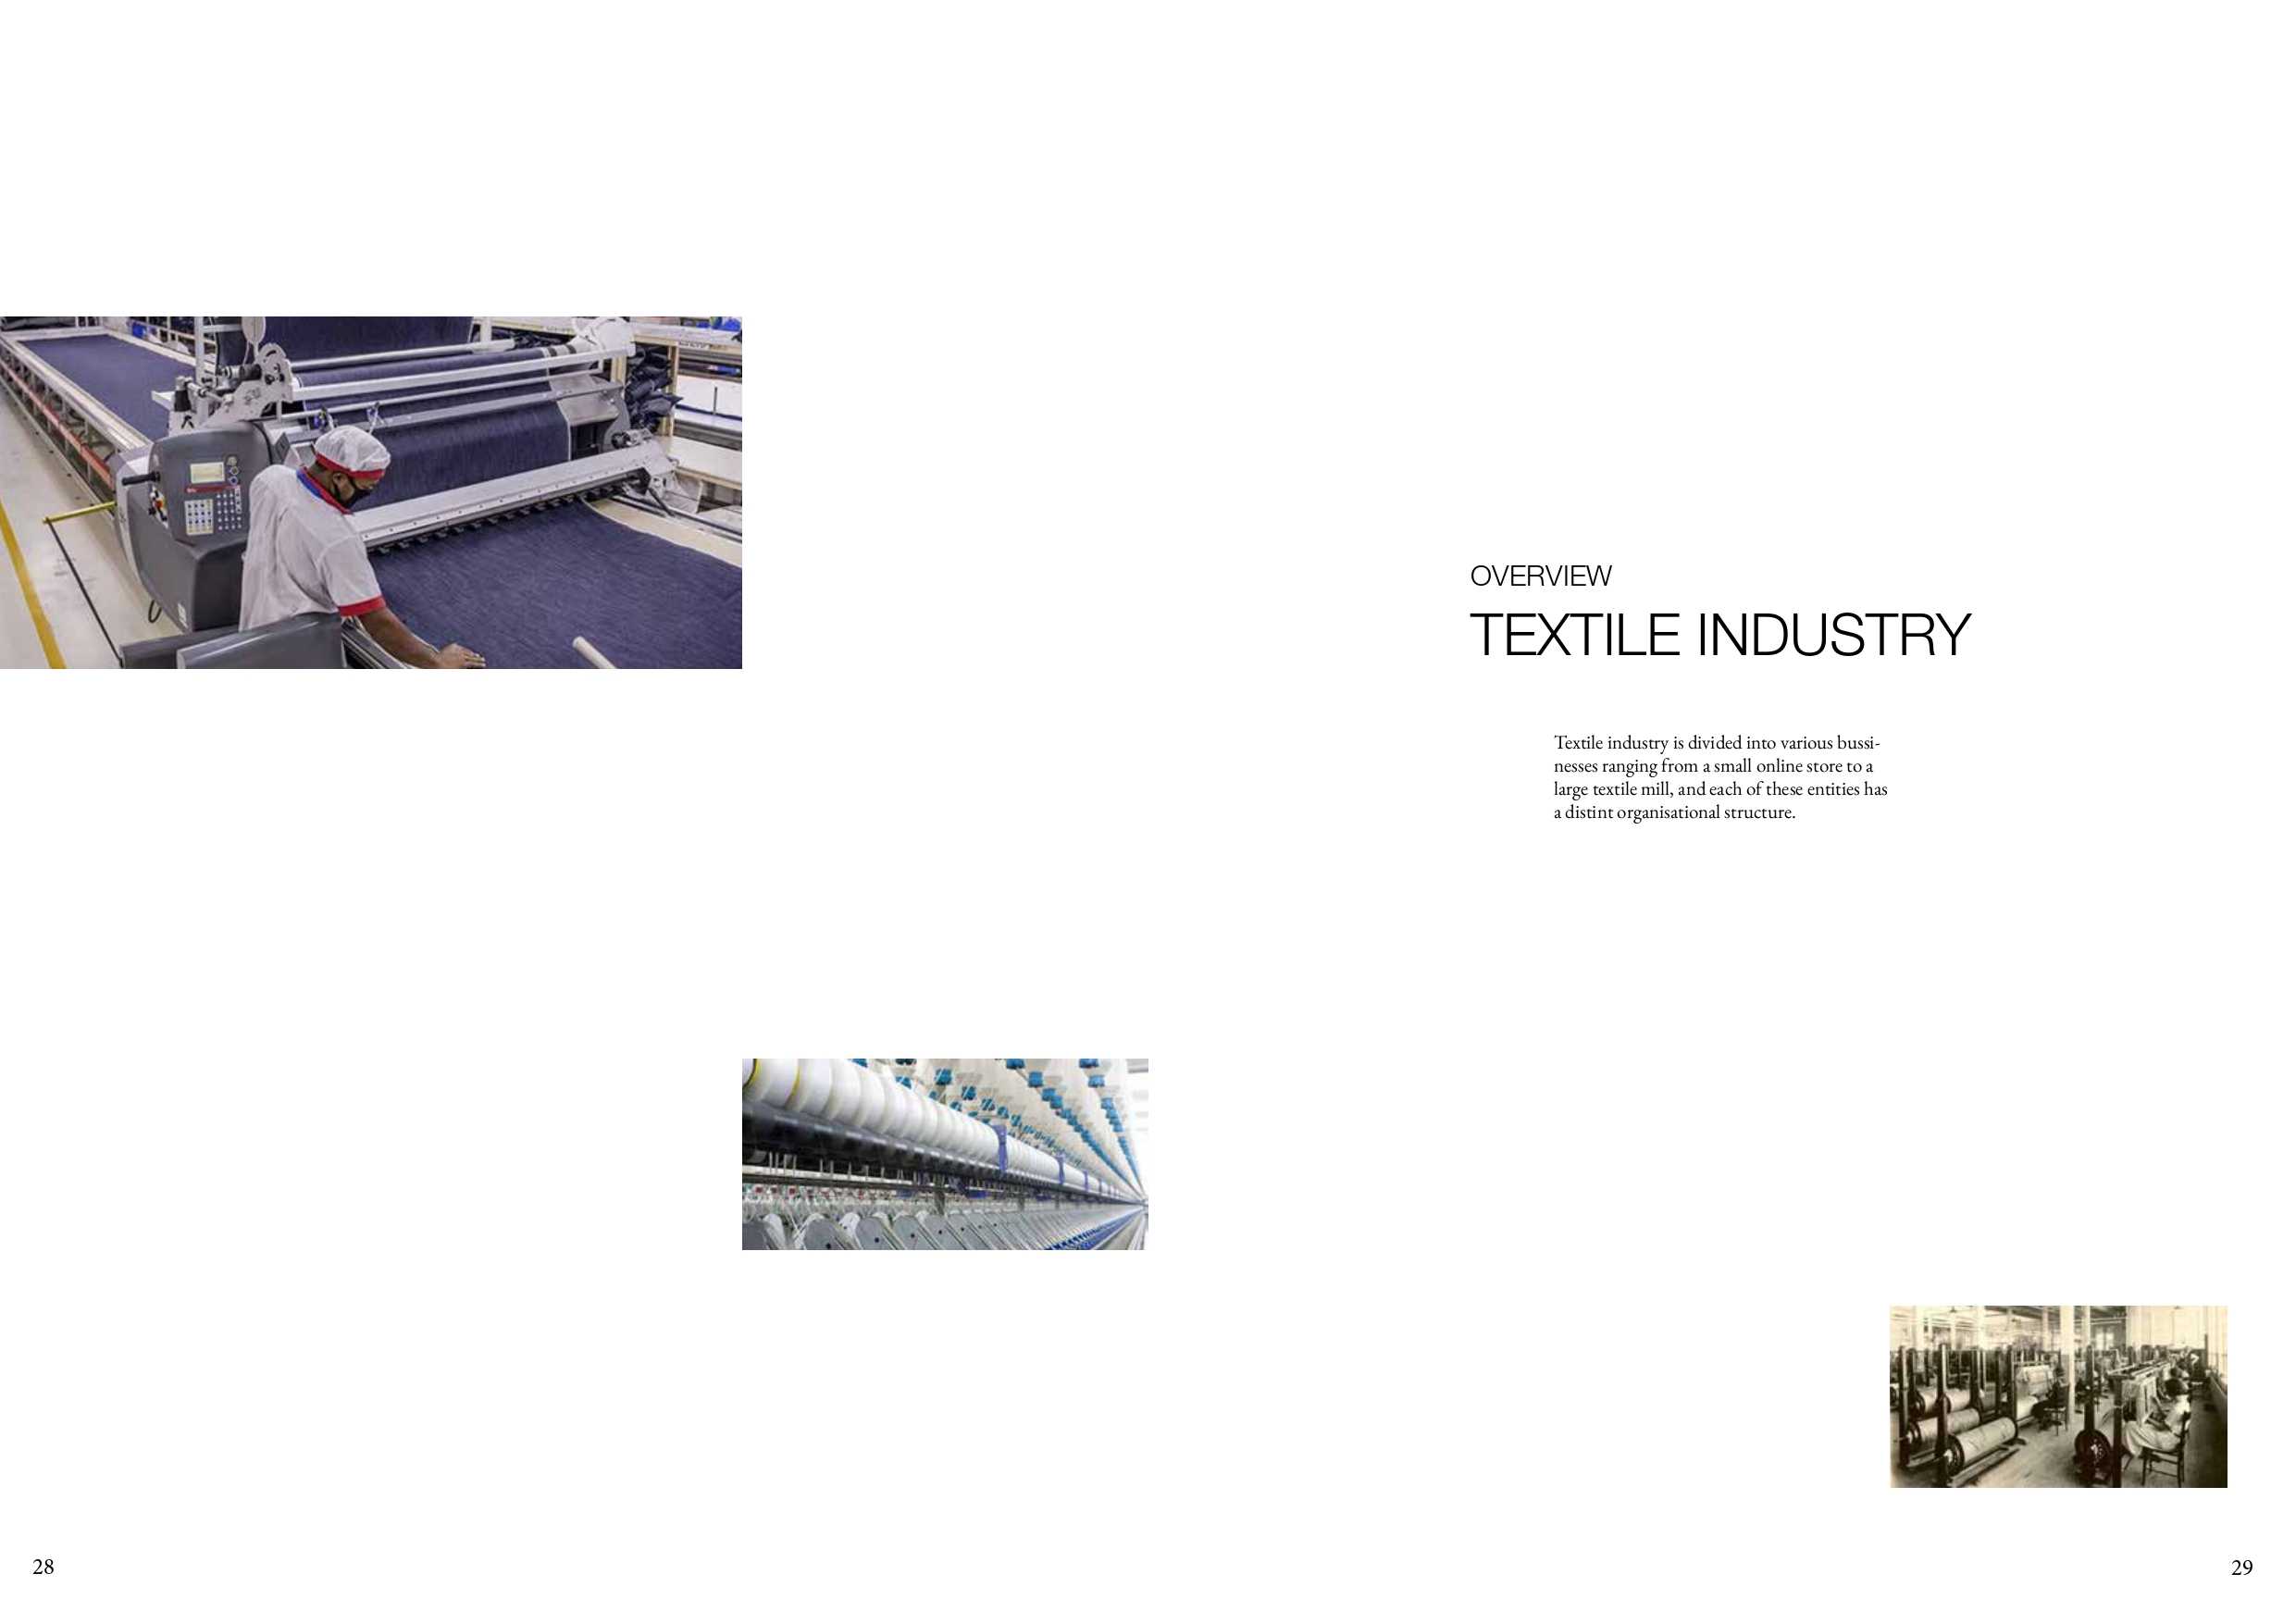 OVERVIEW
TEXTILE INDUSTRY
Textile industry is divided into various bussi-
nesses ranging from a small online store to a
large textile mill, and each of these entities has
a distint organisational structure.
28
29